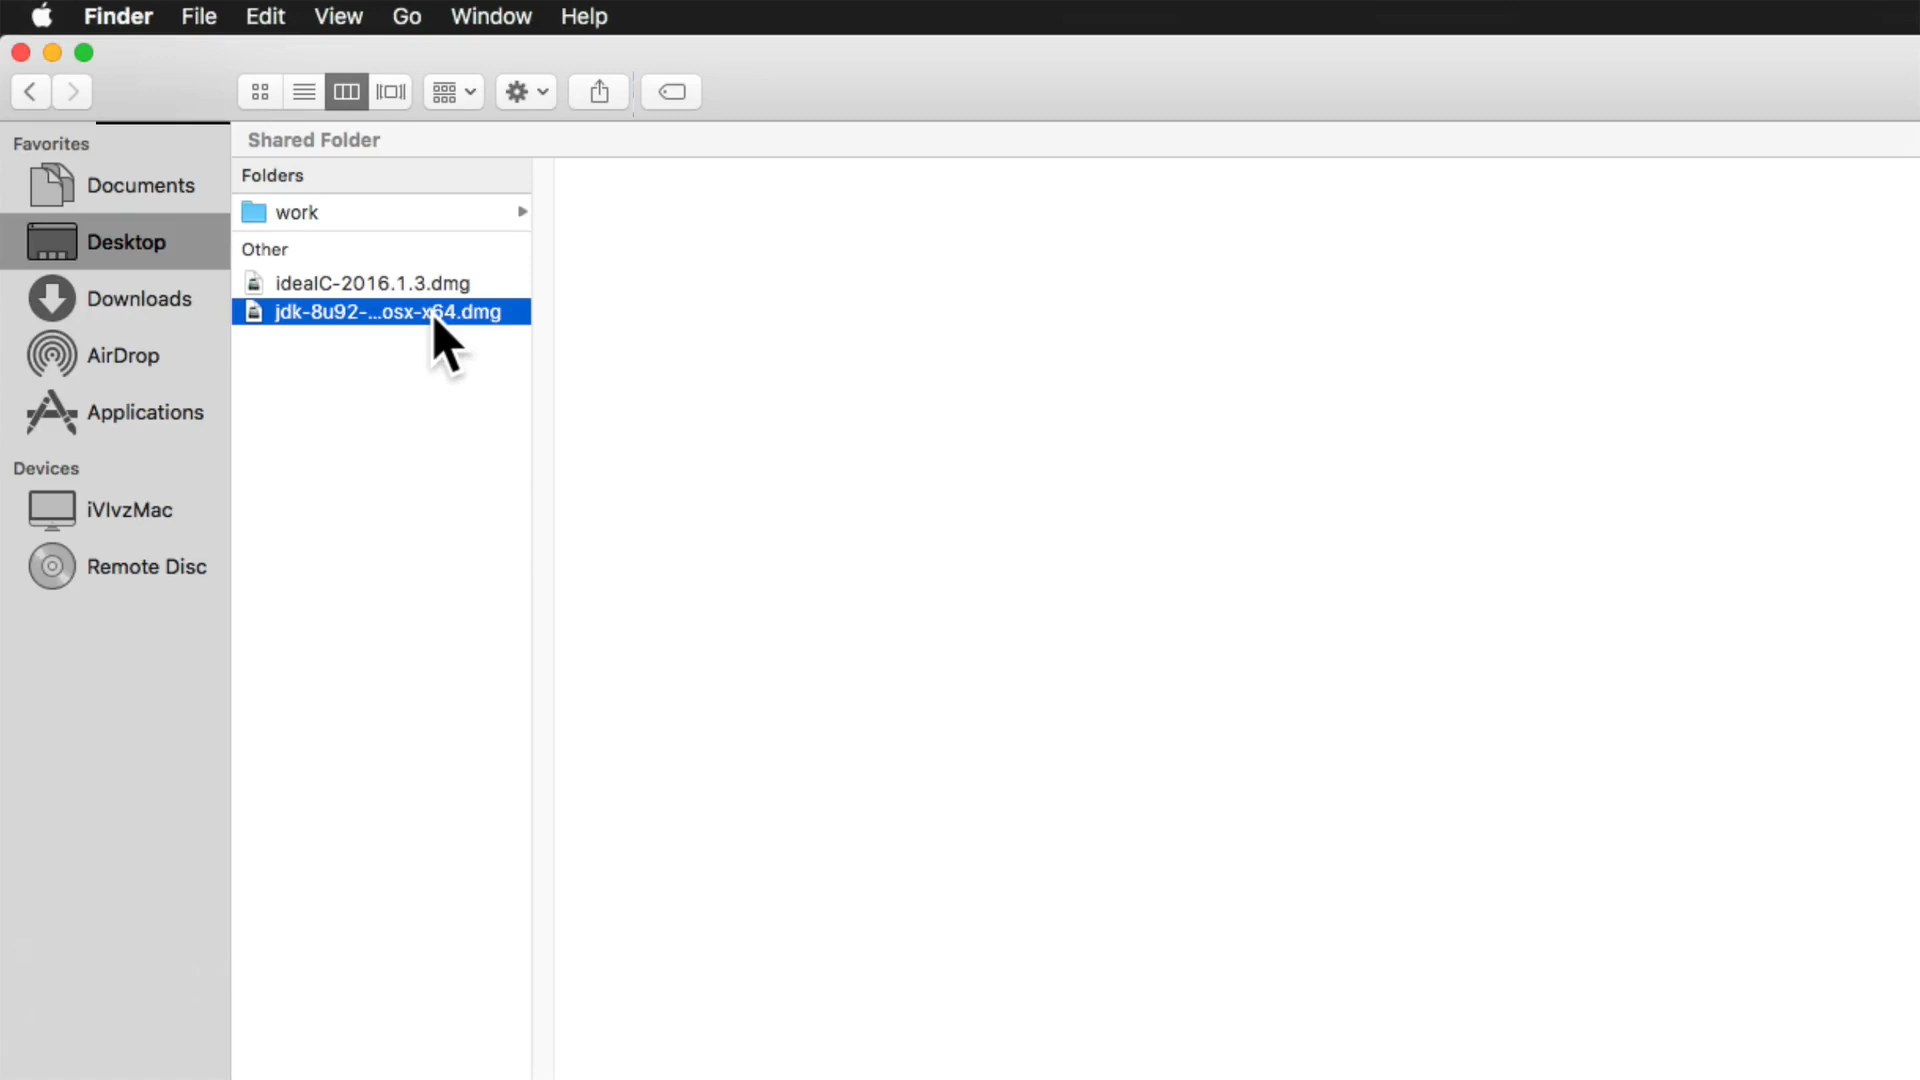 Finder File Edit View Go Window Help
Favorites
Documents
Desktop
Downloads
AirDrop
Applications
Devices
iVlvzMac
Remote Disc
Shared Folder
Folders
work
Other
ideaIC-2016.1.3.dmg
jdk-8u92-...osx-x64.dmg